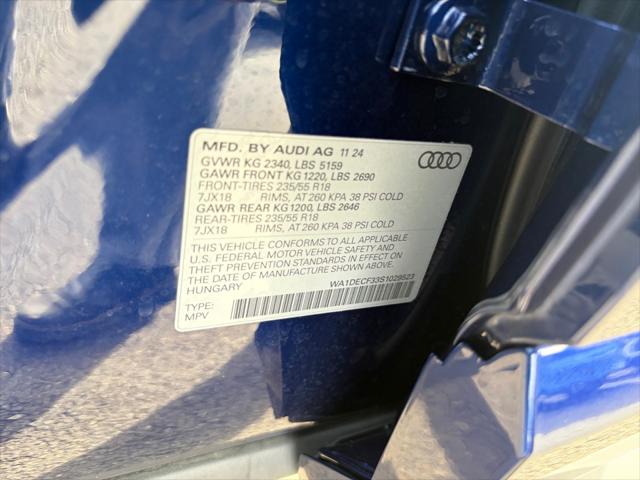 MFD. BY AUDI AG 11 24
GVWR KG 2340, LBS 5159
GAWR FRONT KG 1220, LBS 2690
FRONT-TIRES 235/55 R18
7JX18 RIMS, AT 260 KPA 38 PSI COLD
GAWR REAR KG1200, LBS 2646
REAR-TIRES 235/55 R18
7JX18 RIMS, AT 260 KPA 38 PSI COLD
THIS VEHICLE CONFORMS TO ALL APPLICABLE
U.S. FEDERAL MOTOR VEHICLE SAFETY AND
THEFT PREVENTION STANDARDS IN EFFECT ON
THE DATE OF MANUFACTURE SHOWN ABOVE.
HUNGARY WA1DECF33S1029523
TYPE:
MPV